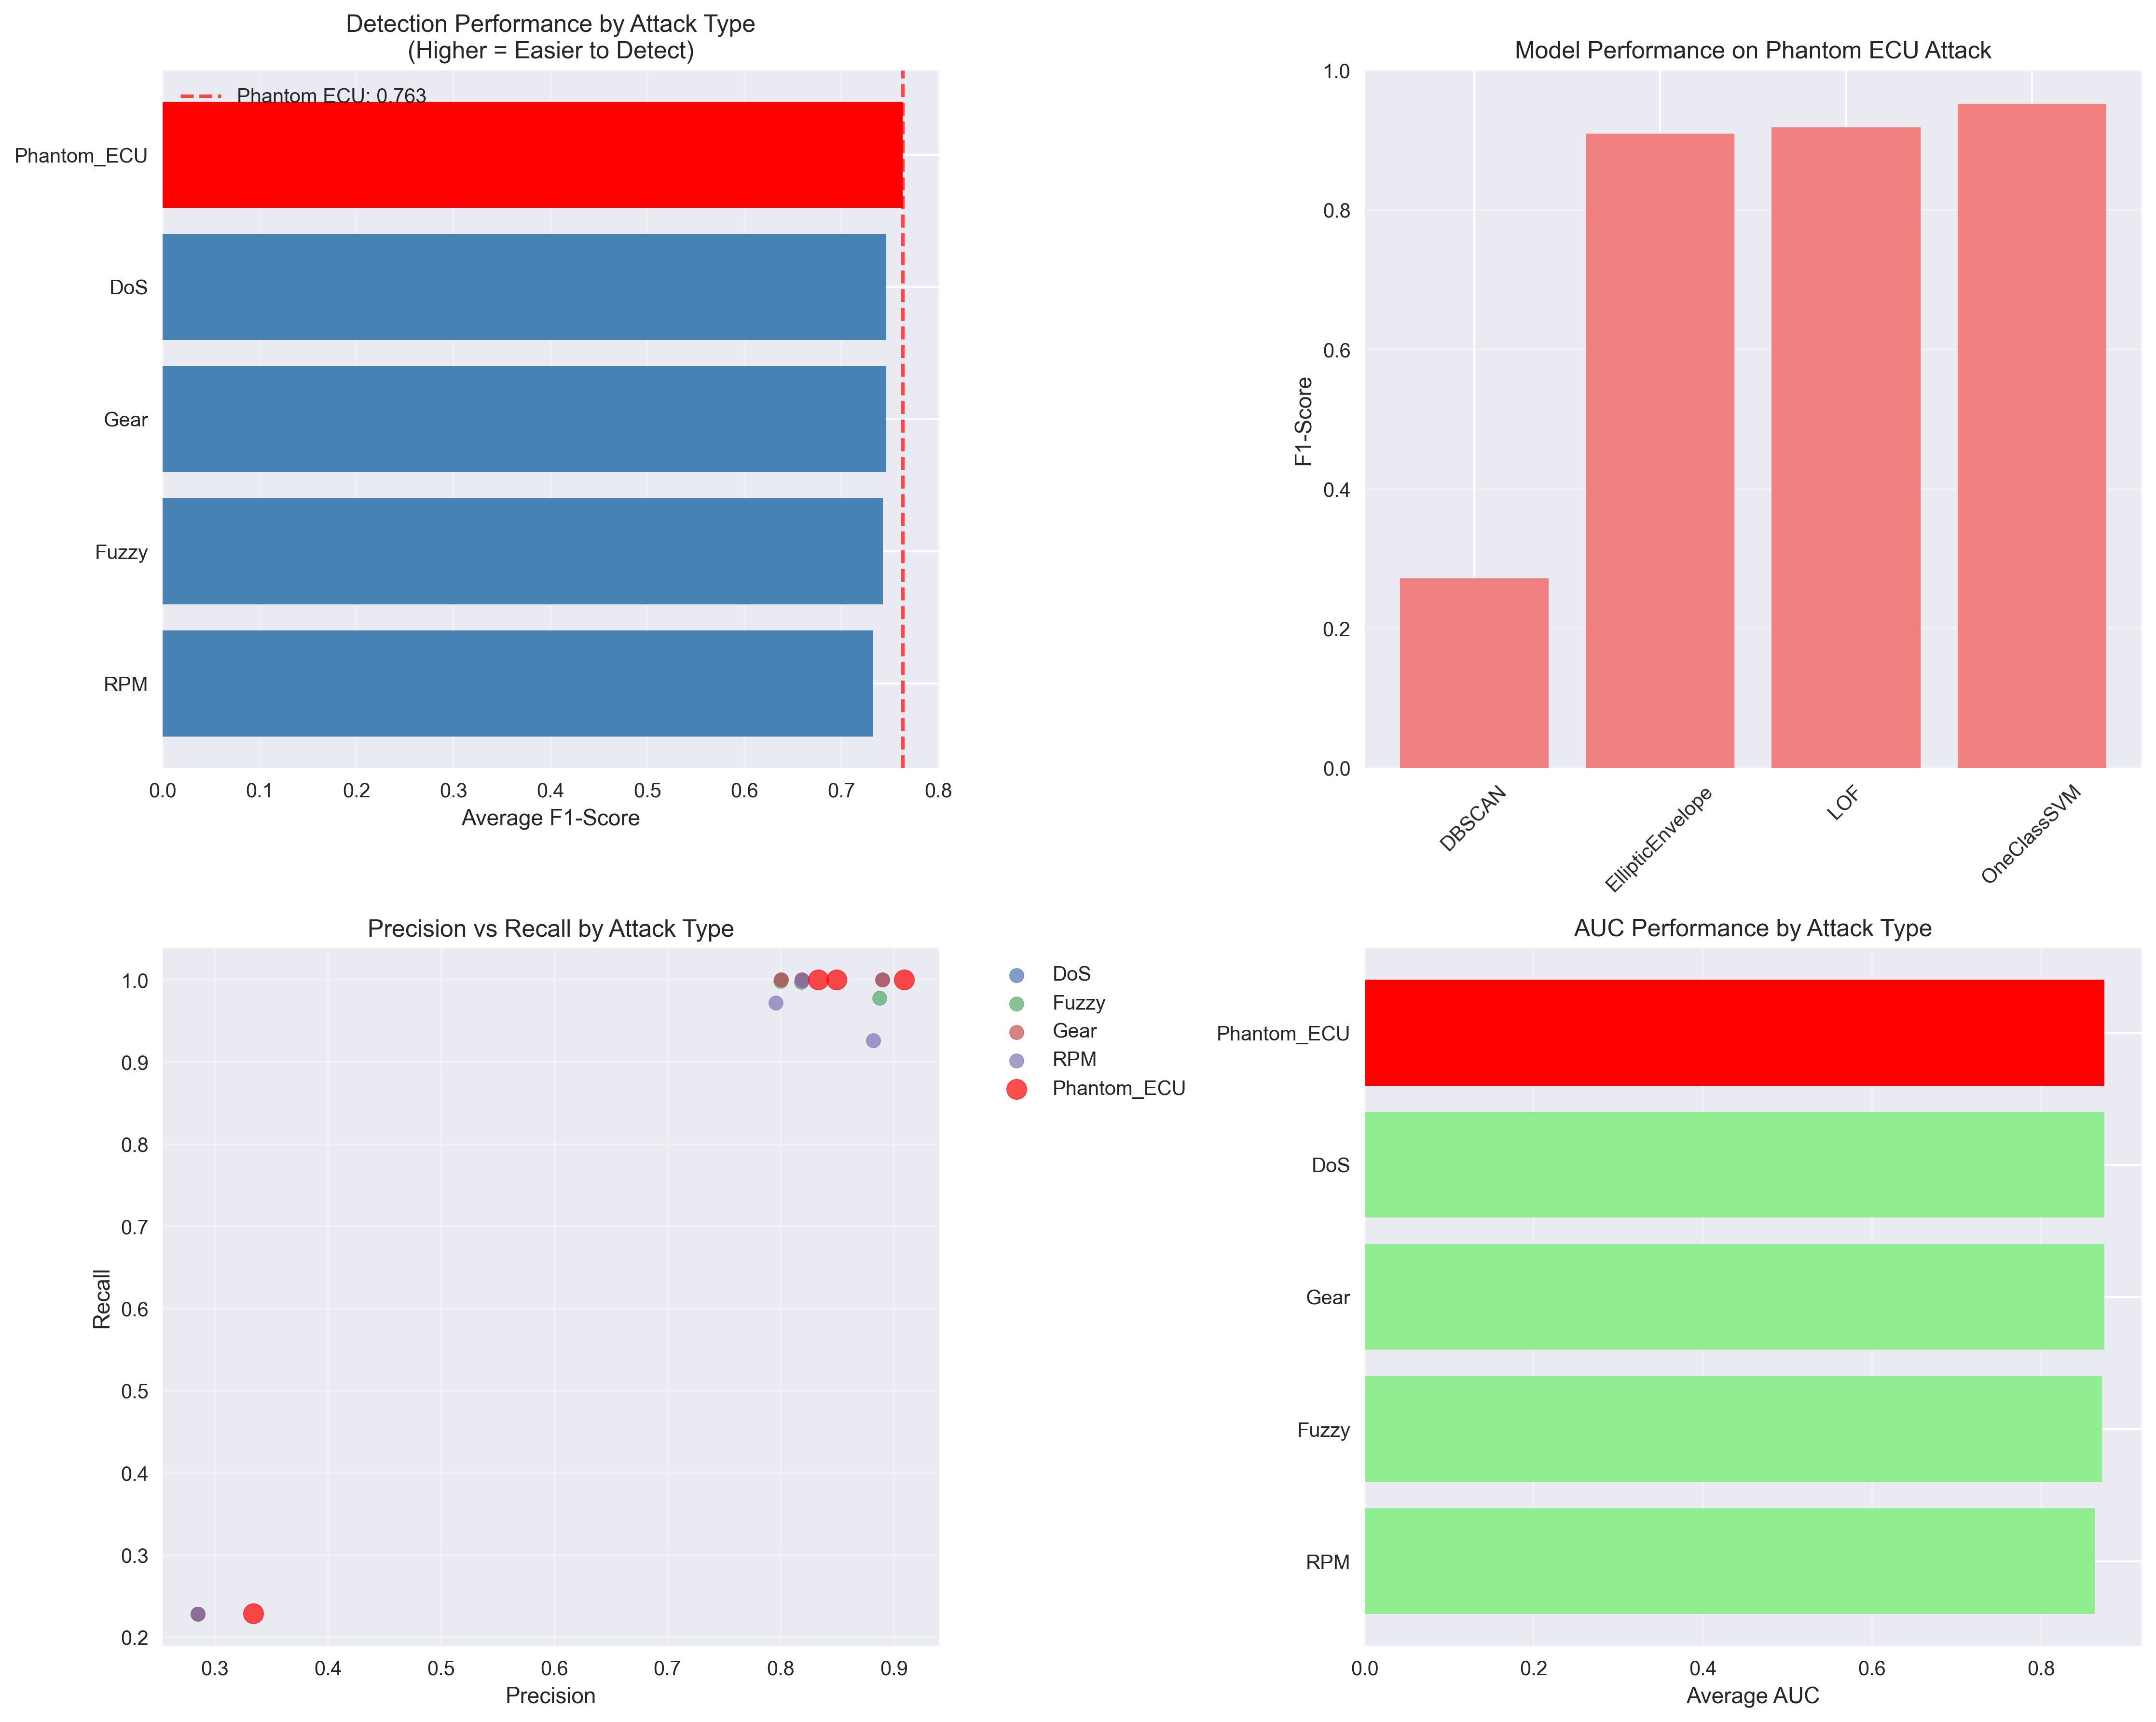 Detection Performance by Attack Type
(Higher = Easier to Detect)
Phantom ECU: 0.763
Phantom_ECU
DoS
Gear
Fuzzy
RPM
0.0 0.1 0.2 0.3 0.4 0.5 0.6 0.7 0.8
Average F1-Score
Model Performance on Phantom ECU Attack
1.0
0.8
0.6
0.4
0.2
0.0
F1-Score
DBSCAN
EllipticEnvelope
LOF
OneClassSVM
Precision vs Recall by Attack Type
1.0
0.9
0.8
0.7
0.6
0.5
0.4
0.3
0.2
Recall
0.3 0.4 0.5 0.6 0.7 0.8 0.9
Precision
DoS
Fuzzy
Gear
RPM
Phantom_ECU
AUC Performance by Attack Type
Phantom_ECU
DoS
Gear
Fuzzy
RPM
0.0 0.2 0.4 0.6 0.8
Average AUC